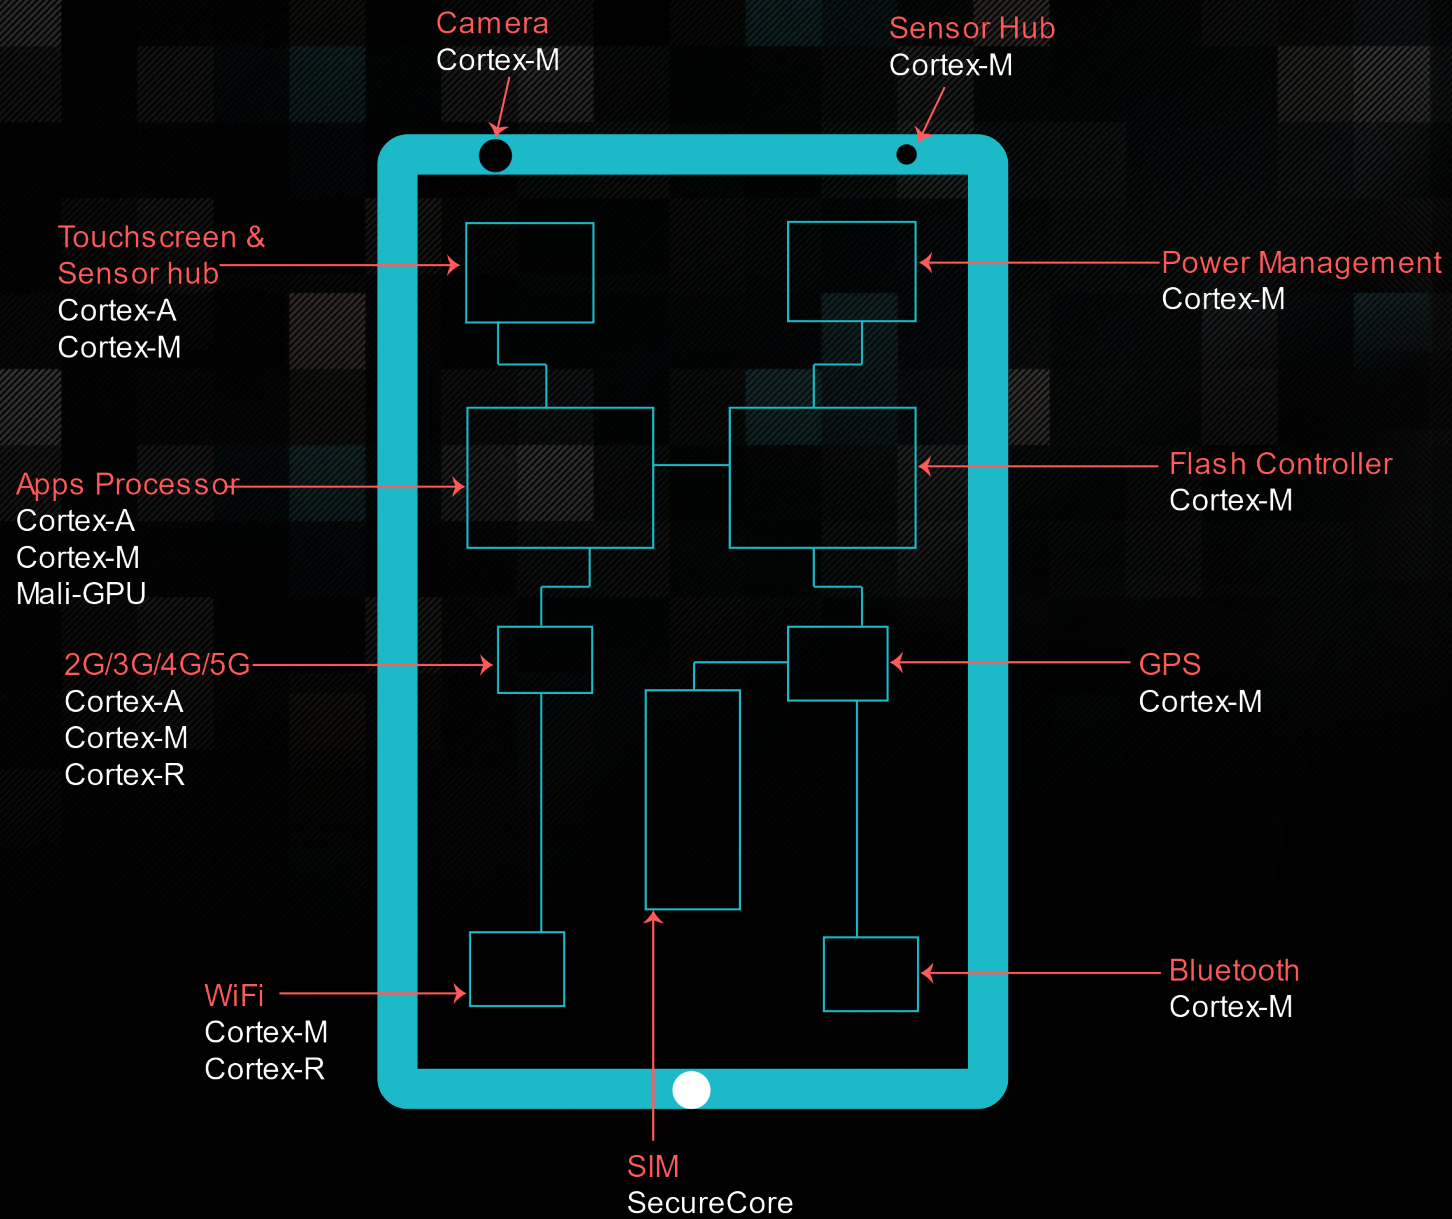 Camera
Cortex-M
Sensor Hub
Cortex-M
Touchscreen &
Sensor hub
Cortex-A
Cortex-M
Power Management
Cortex-M
Apps Processor
Cortex-A
Cortex-M
Mali-GPU
Flash Controller
Cortex-M
2G/3G/4G/5G
Cortex-A
Cortex-M
Cortex-R
GPS
Cortex-M
WiFi
Cortex-M
Cortex-R
Bluetooth
Cortex-M
SIM
SecureCore